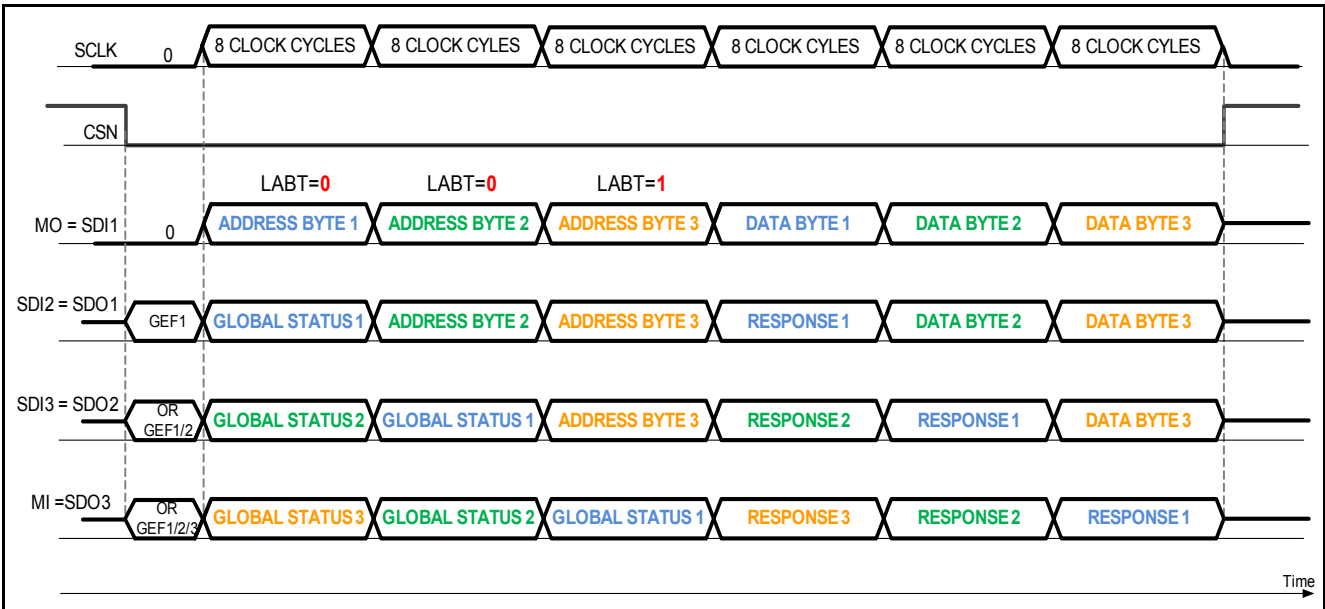 SCLK 0 8 CLOCK CYCLES 8 CLOCK CYLES 8 CLOCK CYCLES 8 CLOCK CYLES 8 CLOCK CYCLES 8 CLOCK CYLES
CSN
LABT=0 LABT=0 LABT=1
MO = SDI1 0 ADDRESS BYTE 1 ADDRESS BYTE 2 ADDRESS BYTE 3 DATA BYTE 1 DATA BYTE 2 DATA BYTE 3
SDI2 = SDO1 GEF1 GLOBAL STATUS 1 ADDRESS BYTE 2 ADDRESS BYTE 3 RESPONSE 1 DATA BYTE 2 DATA BYTE 3
SDI3 = SDO2 OR
GEF1/2 GLOBAL STATUS 2 GLOBAL STATUS 1 ADDRESS BYTE 3 RESPONSE 2 RESPONSE 1 DATA BYTE 3
MI =SDO3 OR
GEF1/2/3 GLOBAL STATUS 3 GLOBAL STATUS 2 GLOBAL STATUS 1 RESPONSE 3 RESPONSE 2 RESPONSE 1
Time